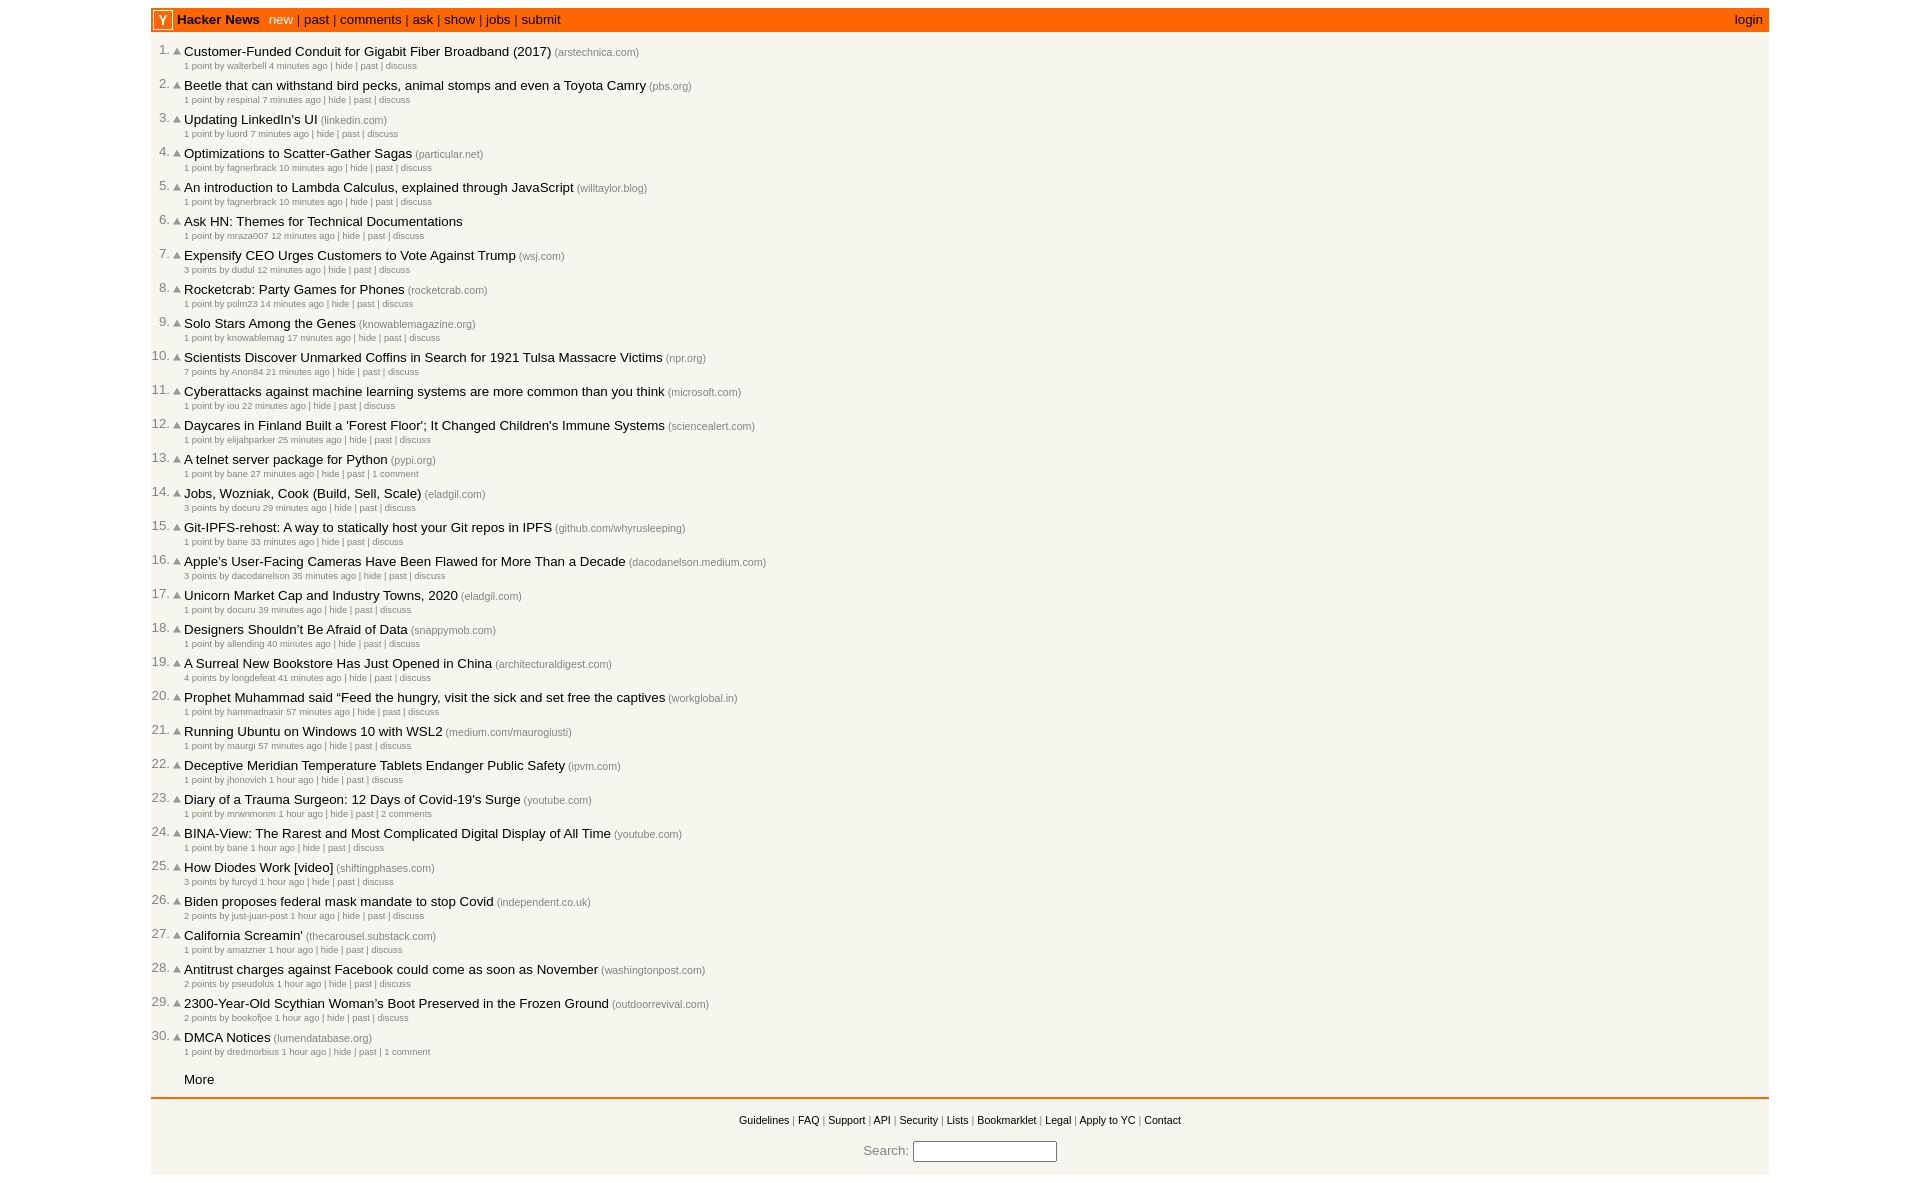 Y Hacker News new | past | comments | ask | show | jobs | submit login
1. Customer-Funded Conduit for Gigabit Fiber Broadband (2017) (arstechnica.com)
1 point by walterbell 4 minutes ago | hide | past | discuss
2. Beetle that can withstand bird pecks, animal stomps and even a Toyota Camry (pbs.org)
1 point by respinal 7 minutes ago | hide | past | discuss
3. Updating LinkedIn's UI (linkedin.com)
1 point by luord 7 minutes ago | hide | past | discuss
4. Optimizations to Scatter-Gather Sagas (particular.net)
1 point by fagnerbrack 10 minutes ago | hide | past | discuss
5. An introduction to Lambda Calculus, explained through JavaScript (willtaylor.blog)
1 point by fagnerbrack 10 minutes ago | hide | past | discuss
6. Ask HN: Themes for Technical Documentations
1 point by mraza007 12 minutes ago | hide | past | discuss
7. Expensify CEO Urges Customers to Vote Against Trump (wsj.com)
3 points by dudul 12 minutes ago | hide | past | discuss
8. Rocketcrab: Party Games for Phones (rocketcrab.com)
1 point by polm23 14 minutes ago | hide | past | discuss
9. Solo Stars Among the Genes (knowablemagazine.org)
1 point by knowablemag 17 minutes ago | hide | past | discuss
10. Scientists Discover Unmarked Coffins in Search for 1921 Tulsa Massacre Victims (npr.org)
7 points by Anon84 21 minutes ago | hide | past | discuss
11. Cyberattacks against machine learning systems are more common than you think (microsoft.com)
1 point by iou 22 minutes ago | hide | past | discuss
12. Daycares in Finland Built a 'Forest Floor'; It Changed Children's Immune Systems (sciencealert.com)
1 point by elijahparker 25 minutes ago | hide | past | discuss
13. A telnet server package for Python (pypi.org)
1 point by bane 27 minutes ago | hide | past | 1 comment
14. Jobs, Wozniak, Cook (Build, Sell, Scale) (eladgil.com)
3 points by docuru 29 minutes ago | hide | past | discuss
15. Git-IPFS-rehost: A way to statically host your Git repos in IPFS (github.com/whyrusleeping)
1 point by bane 33 minutes ago | hide | past | discuss
16. Apple's User-Facing Cameras Have Been Flawed for More Than a Decade (dacodanelson.medium.com)
3 points by dacodanelson 35 minutes ago | hide | past | discuss
17. Unicorn Market Cap and Industry Towns, 2020 (eladgil.com)
1 point by docuru 39 minutes ago | hide | past | discuss
18. Designers Shouldn’t Be Afraid of Data (snappymob.com)
1 point by allending 40 minutes ago | hide | past | discuss
19. A Surreal New Bookstore Has Just Opened in China (architecturaldigest.com)
4 points by longdefeat 41 minutes ago | hide | past | discuss
20. Prophet Muhammad said “Feed the hungry, visit the sick and set free the captives (workglobal.in)
1 point by hammadnasir 57 minutes ago | hide | past | discuss
21. Running Ubuntu on Windows 10 with WSL2 (medium.com/maurogiusti)
1 point by maurgi 57 minutes ago | hide | past | discuss
22. Deceptive Meridian Temperature Tablets Endanger Public Safety (ipvm.com)
1 point by jhonovich 1 hour ago | hide | past | discuss
23. Diary of a Trauma Surgeon: 12 Days of Covid-19's Surge (youtube.com)
1 point by mrwnmonm 1 hour ago | hide | past | 2 comments
24. BINA-View: The Rarest and Most Complicated Digital Display of All Time (youtube.com)
1 point by bane 1 hour ago | hide | past | discuss
25. How Diodes Work [video] (shiftingphases.com)
3 points by furcyd 1 hour ago | hide | past | discuss
26. Biden proposes federal mask mandate to stop Covid (independent.co.uk)
2 points by just-juan-post 1 hour ago | hide | past | discuss
27. California Screamin' (thecarousel.substack.com)
1 point by amatzner 1 hour ago | hide | past | discuss
28. Antitrust charges against Facebook could come as soon as November (washingtonpost.com)
2 points by pseudolus 1 hour ago | hide | past | discuss
29. 2300-Year-Old Scythian Woman’s Boot Preserved in the Frozen Ground (outdoorrevival.com)
2 points by bookofjoe 1 hour ago | hide | past | discuss
30. DMCA Notices (lumendatabase.org)
1 point by dredmorbius 1 hour ago | hide | past | 1 comment
More
Guidelines | FAQ | Support | API | Security | Lists | Bookmarklet | Legal | Apply to YC | Contact
Search: